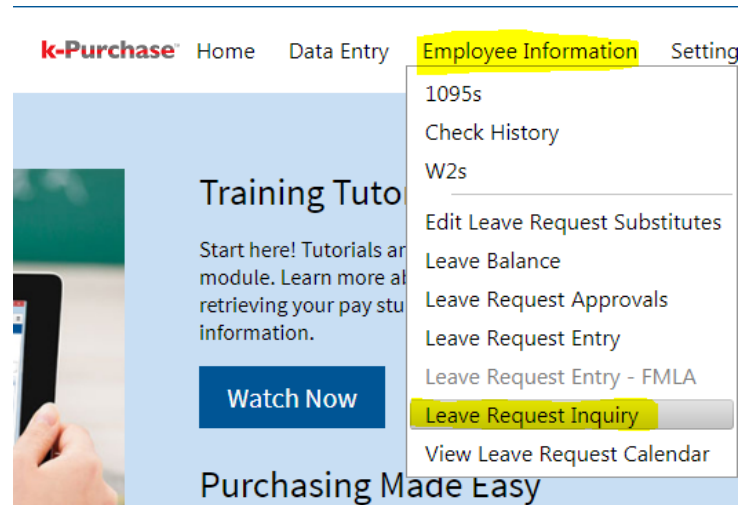 k-Purchase Home Data Entry Employee Information Setting
1095s
Check History
W2s
Edit Leave Request Substitutes
Leave Balance
Leave Request Approvals
Leave Request Entry
Leave Request Entry - FMLA
Leave Request Inquiry
View Leave Request Calendar
Training Tuto
Start here! Tutorials ar
module. Learn more a
retrieving your pay stu
information.
Watch Now
Purchasing Made Easy